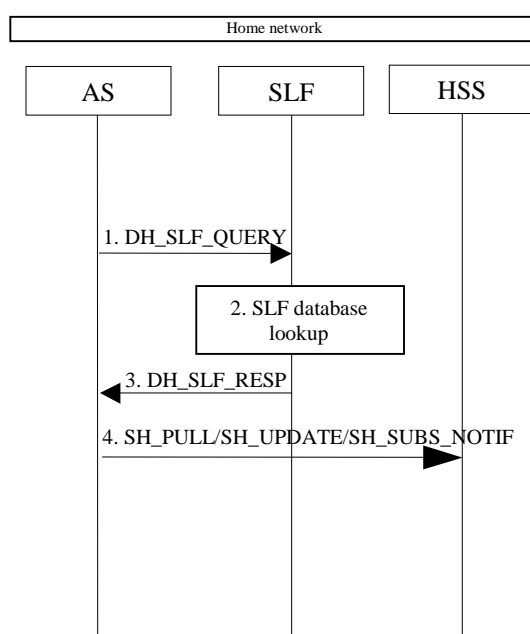 Home network
AS
SLF
HSS
1. DH_SLF_QUERY
2. SLF database
lookup
3. DH_SLF_RESP
4. SH_PULL/SH_UPDATE/SH_SUBS_NOTIF